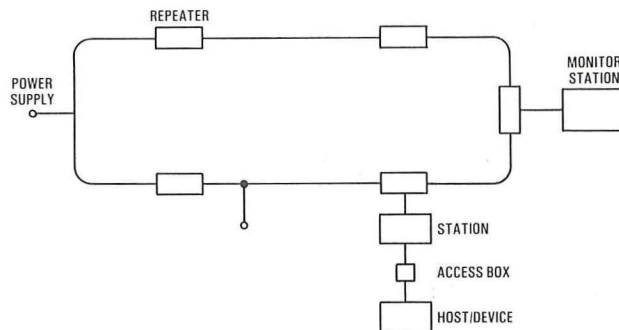 REPEATER
MONITOR
STATION
POWER
SUPPLY
STATION
ACCESS BOX
HOST/DEVICE